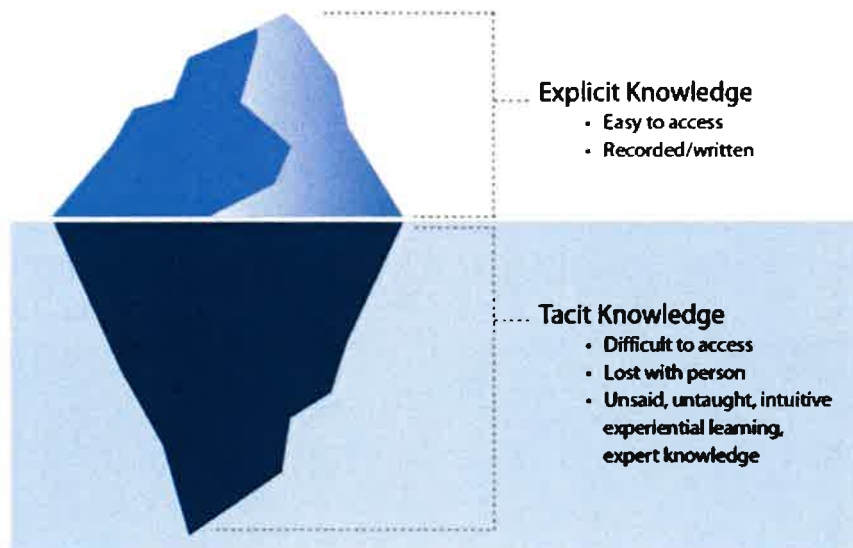 Explicit Knowledge
• Easy to access
• Recorded/written
Tacit Knowledge
• Difficult to access
• Lost with person
• Unsaid, untaught, intuitive
experiential learning,
expert knowledge